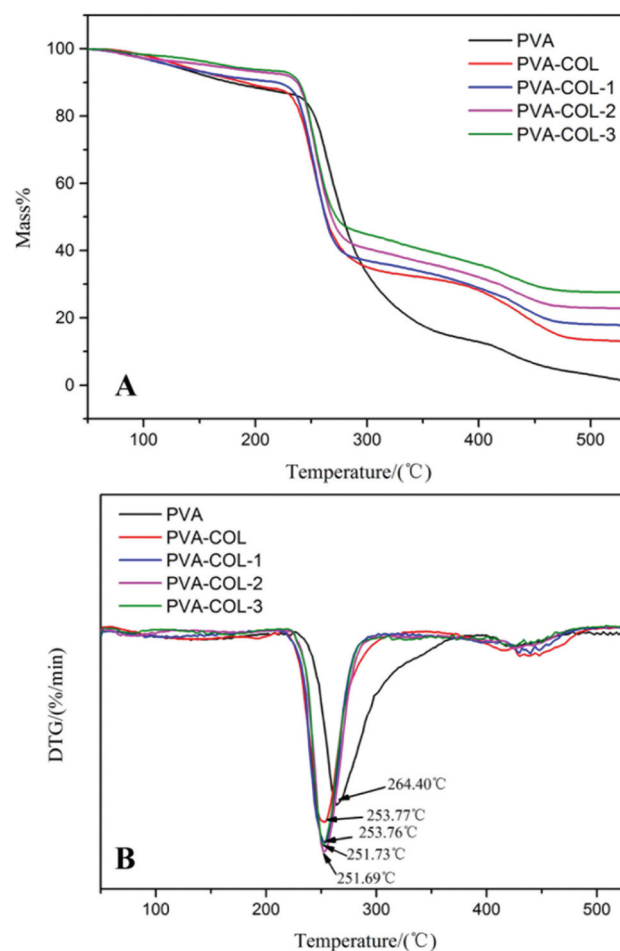 100
80
60
40
20
0
Mass%
PVA
PVA-COL
PVA-COL-1
PVA-COL-2
PVA-COL-3
A
100
200
300
400
500
Temperature/(℃)
PVA
PVA-COL
PVA-COL-1
PVA-COL-2
PVA-COL-3
DTG/(%/min)
264.40℃
253.77℃
253.76℃
251.73℃
251.69℃
B
100
200
300
400
500
Temperature/(℃)